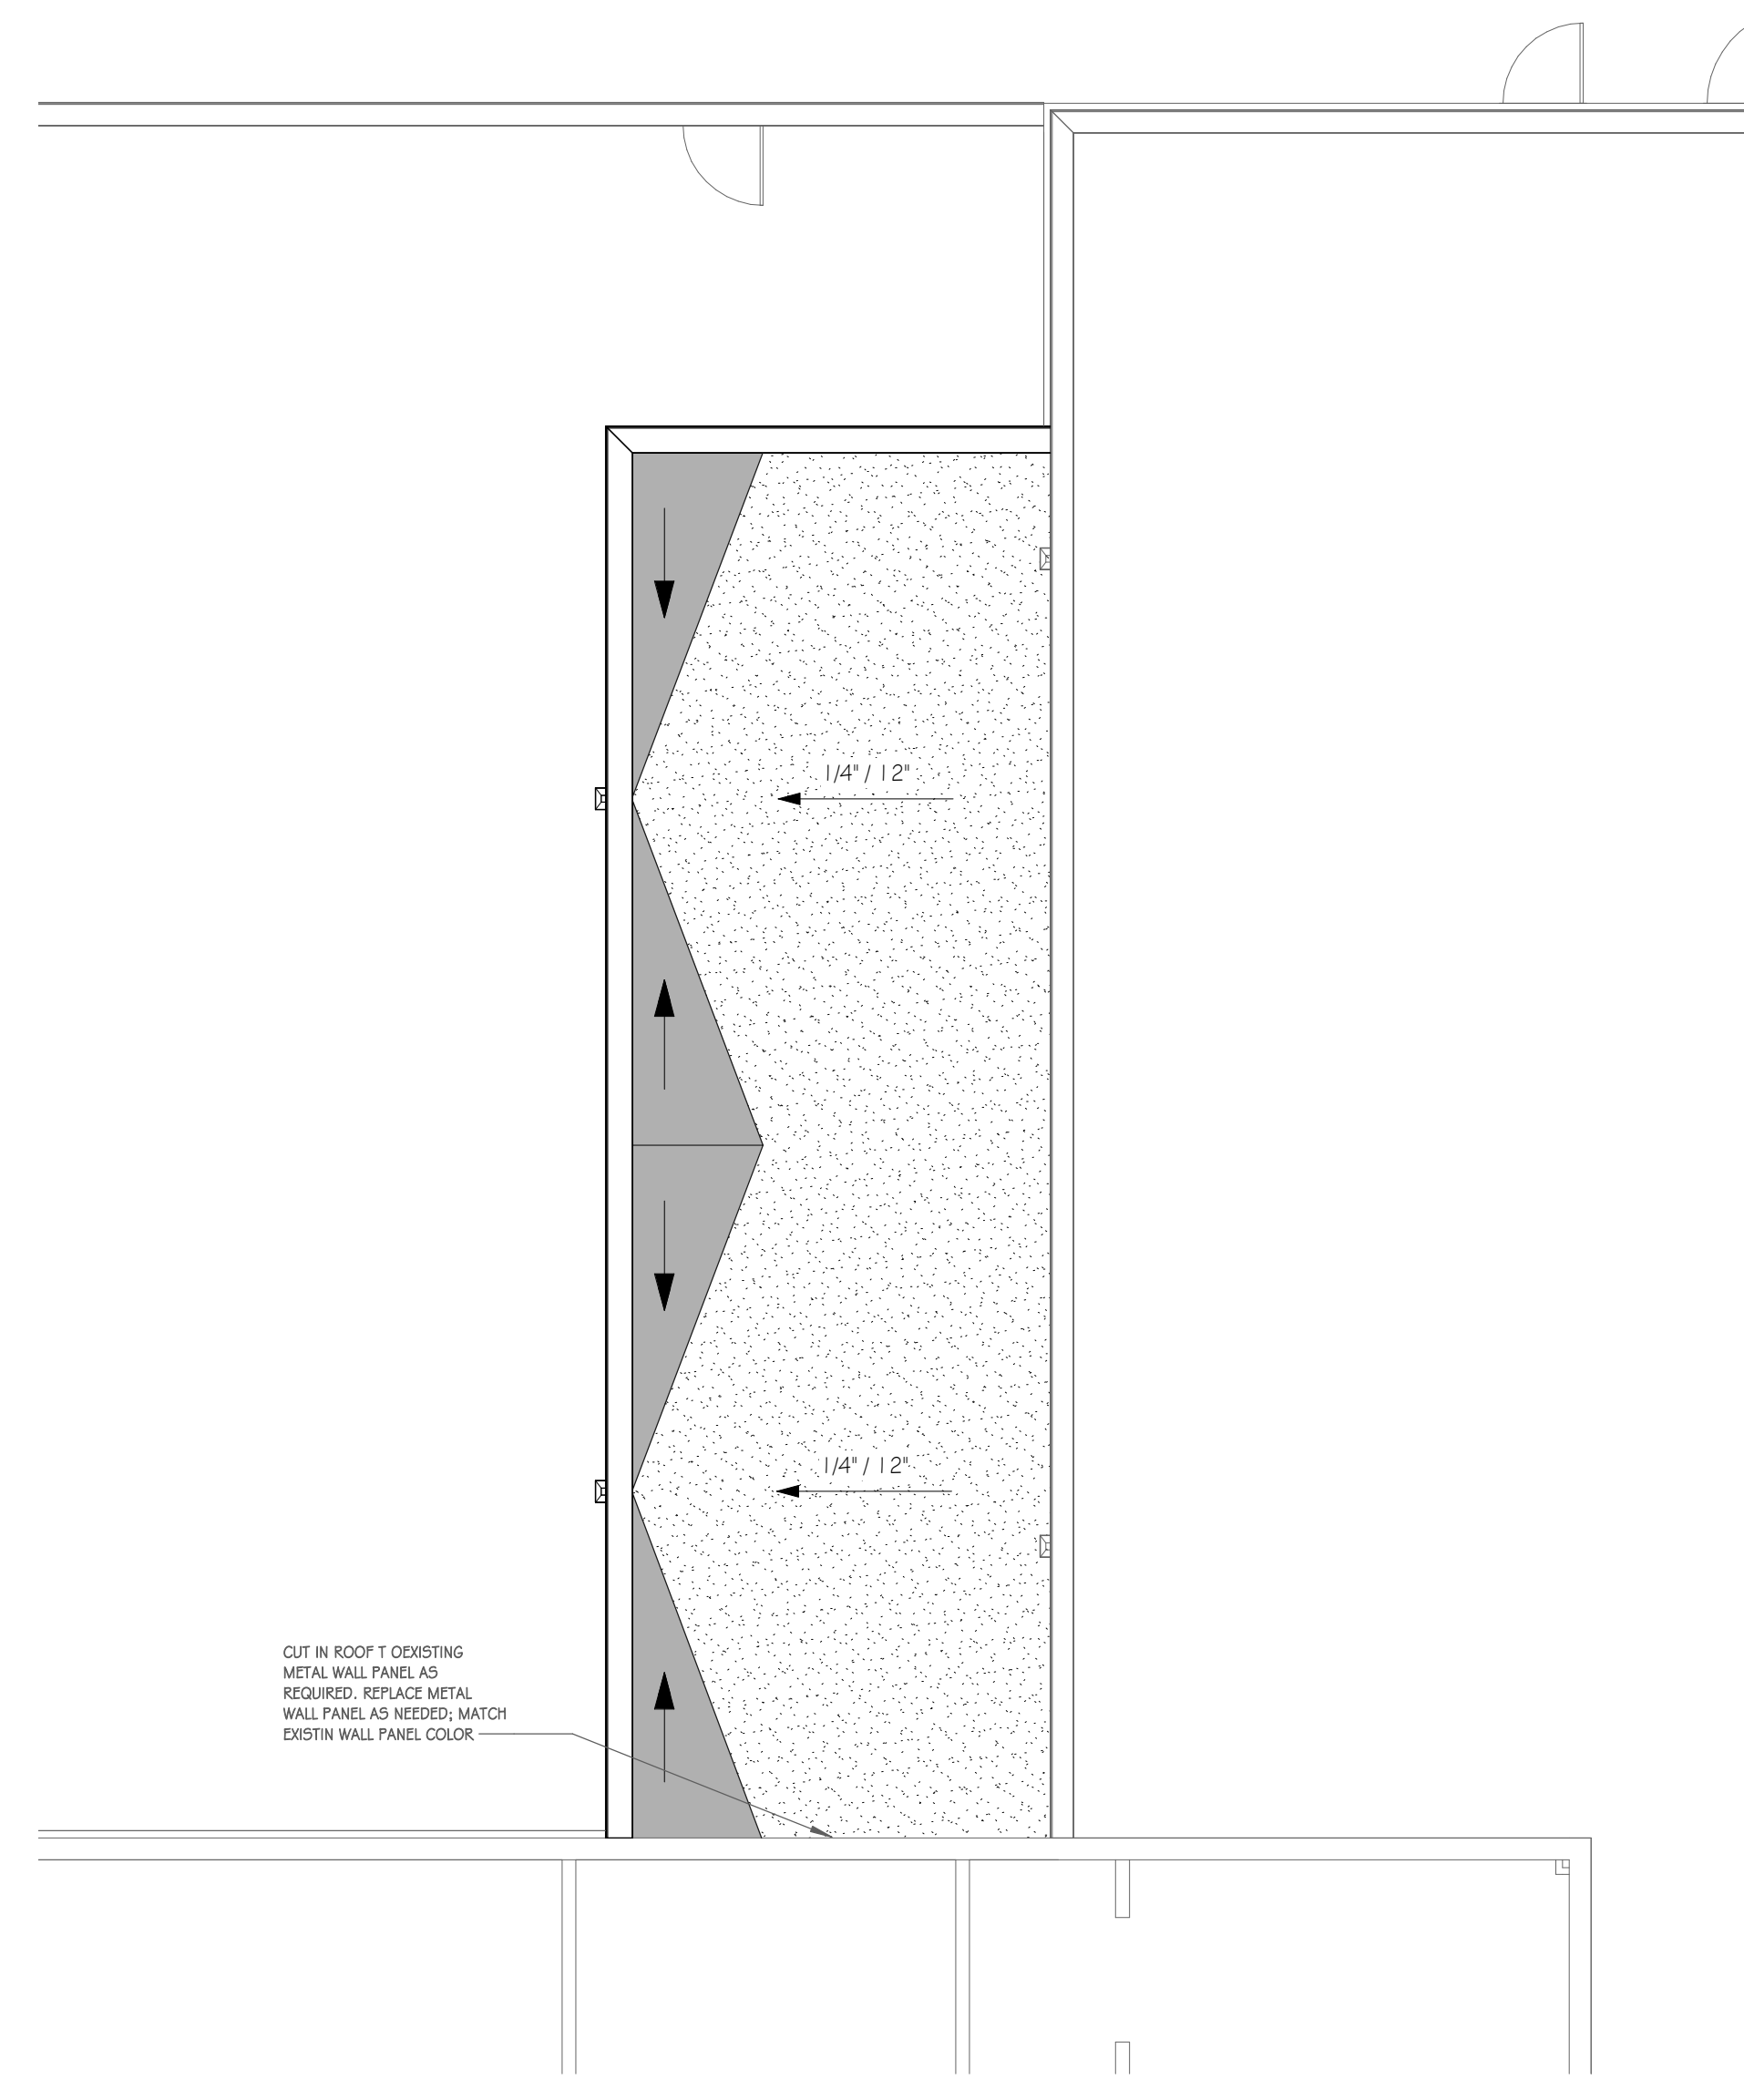 1/4" / 12"
1/4" / 12"
CUT IN ROOF T OEXISTING
METAL WALL PANEL AS
REQUIRED. REPLACE METAL
WALL PANEL AS NEEDED; MATCH
EXISTIN WALL PANEL COLOR